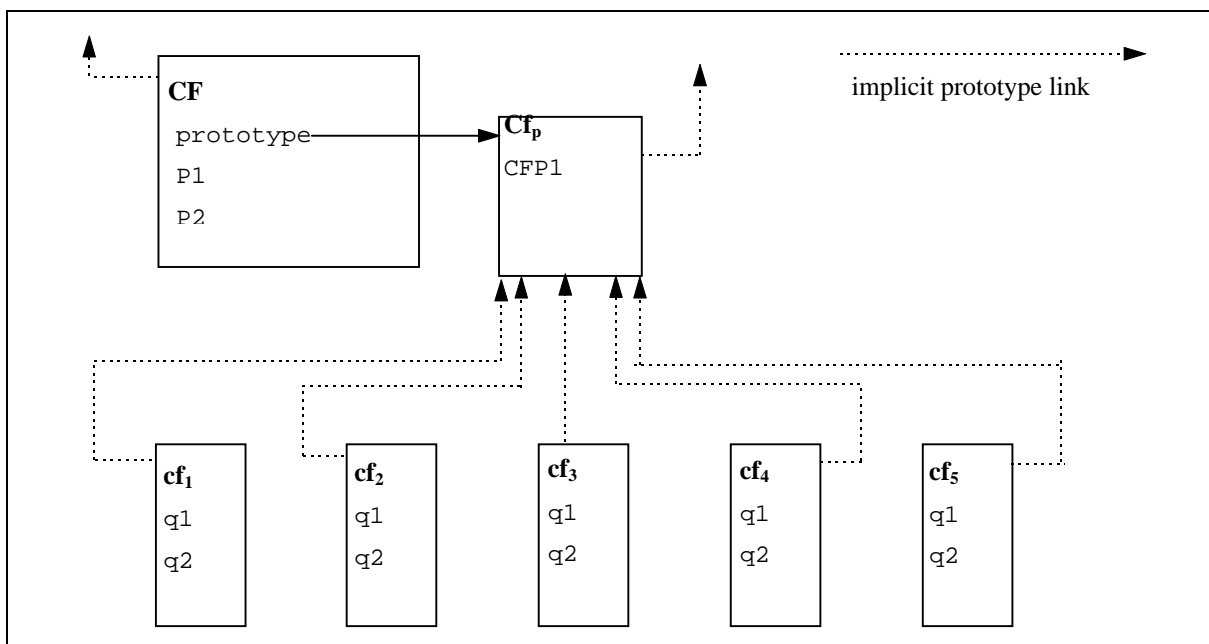 CF
prototype
P1
P2
Cfp
CFP1
implicit prototype link
cf1
q1
q2
cf2
q1
q2
cf3
q1
q2
cf4
q1
q2
cf5
q1
q2